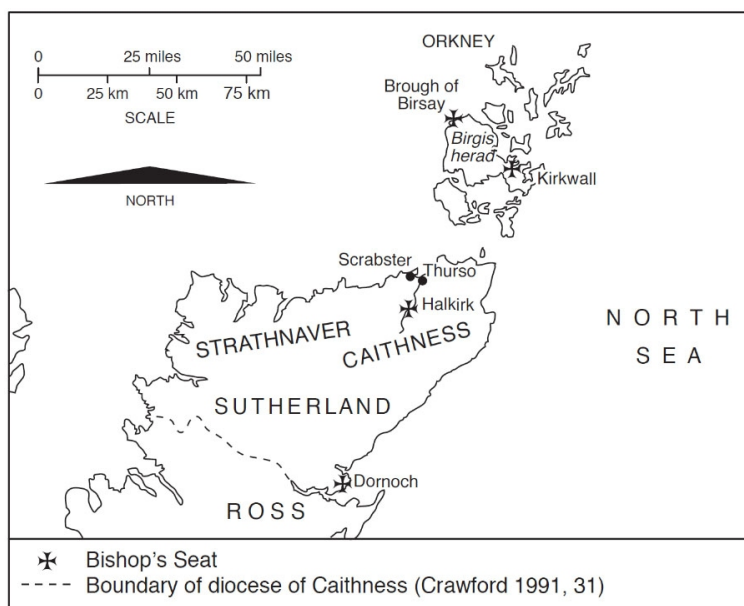 0 25 miles 50 miles
0 25 km 50 km 75 km
SCALE
NORTH
ORKNEY
Brough of
Birsay
Birgis
herad
Kirkwall
Scrabster
Thurso
Halkirk
STRATHNAVER
CAITHNESS
NORTH
SEA
SUTHERLAND
Dornoch
ROSS
Bishop's Seat
Boundary of diocese of Caithness (Crawford 1991, 31)